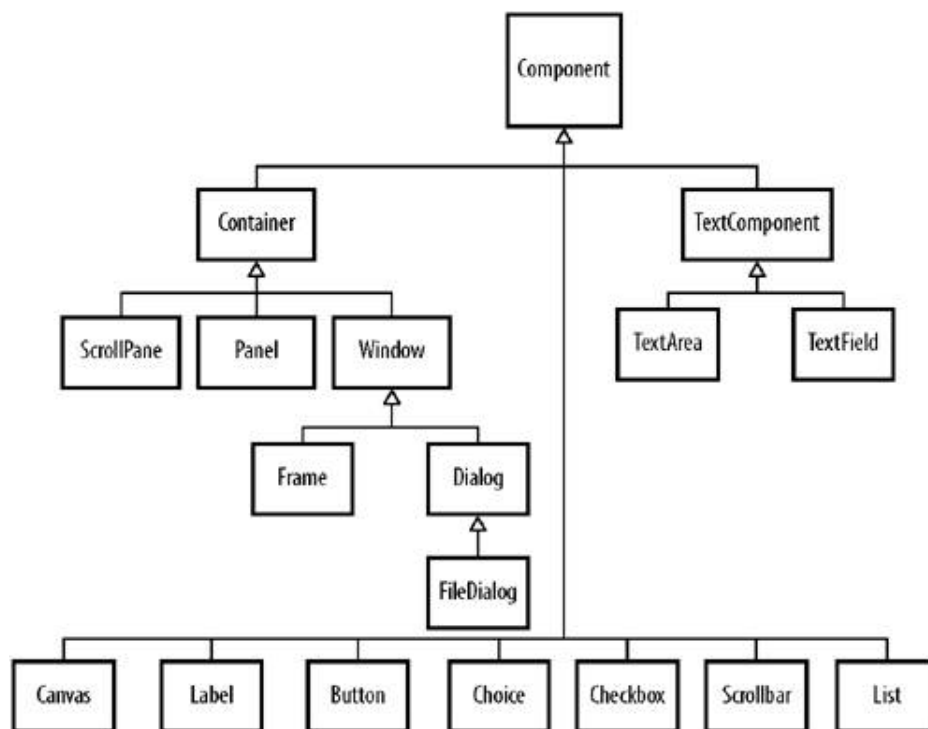 Component
Container
TextComponent
ScrollPane
Panel
Window
TextArea
TextField
Frame
Dialog
FileDialog
Canvas
Label
Button
Choice
Checkbox
Scrollbar
List